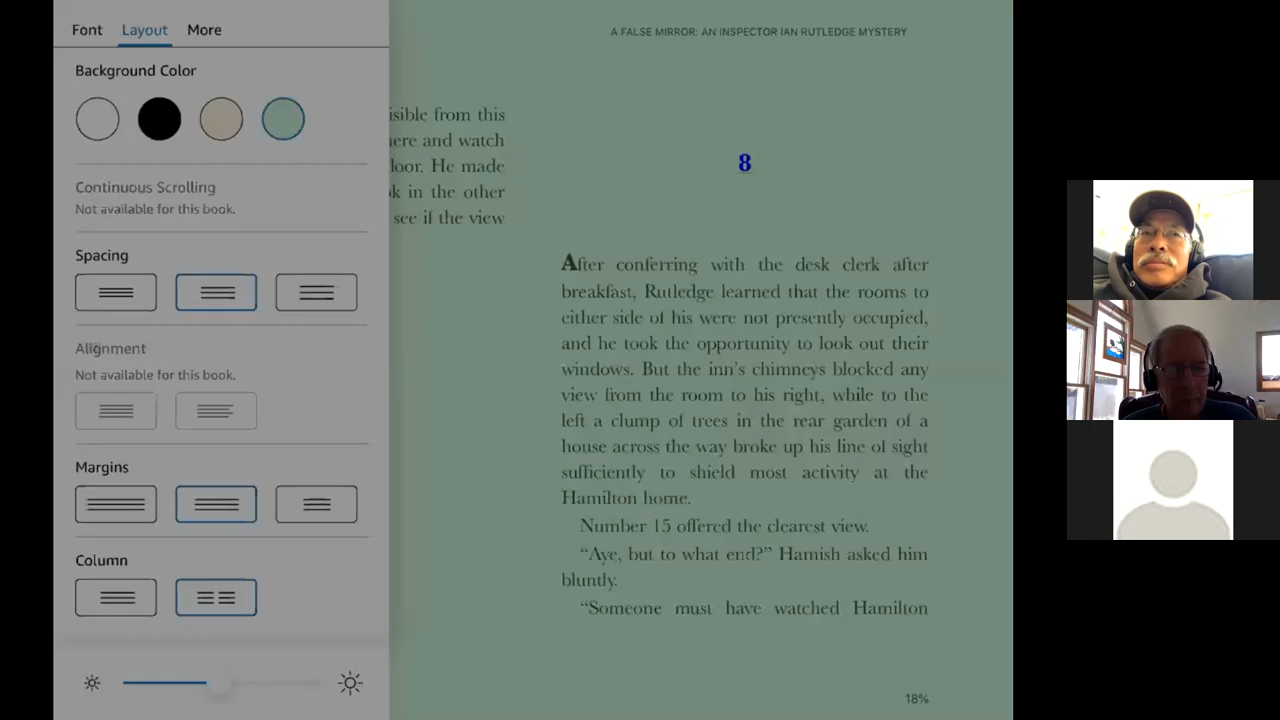 Font Layout More
Background Color
Continuous Scrolling
Not available for this book.
Spacing
Alignment
Not available for this book.
Margins
Column
isible from this
here and watch
loor. He made
k in the other
see if the view
A FALSE MIRROR: AN INSPECTOR IAN RUTLEDGE MYSTERY
8
After conferring with the desk clerk after
breakfast, Rutledge learned that the rooms to
either side of his were not presently occupied,
and he took the opportunity to look out their
windows. But the inn’s chimneys blocked any
view from the room to his right, while to the
left a clump of trees in the rear garden of a
house across the way broke up his line of sight
sufficiently to shield most activity at the
Hamilton home.
Number 15 offered the clearest view.
“Aye, but to what end?” Hamish asked him
bluntly.
“Someone must have watched Hamilton
18%